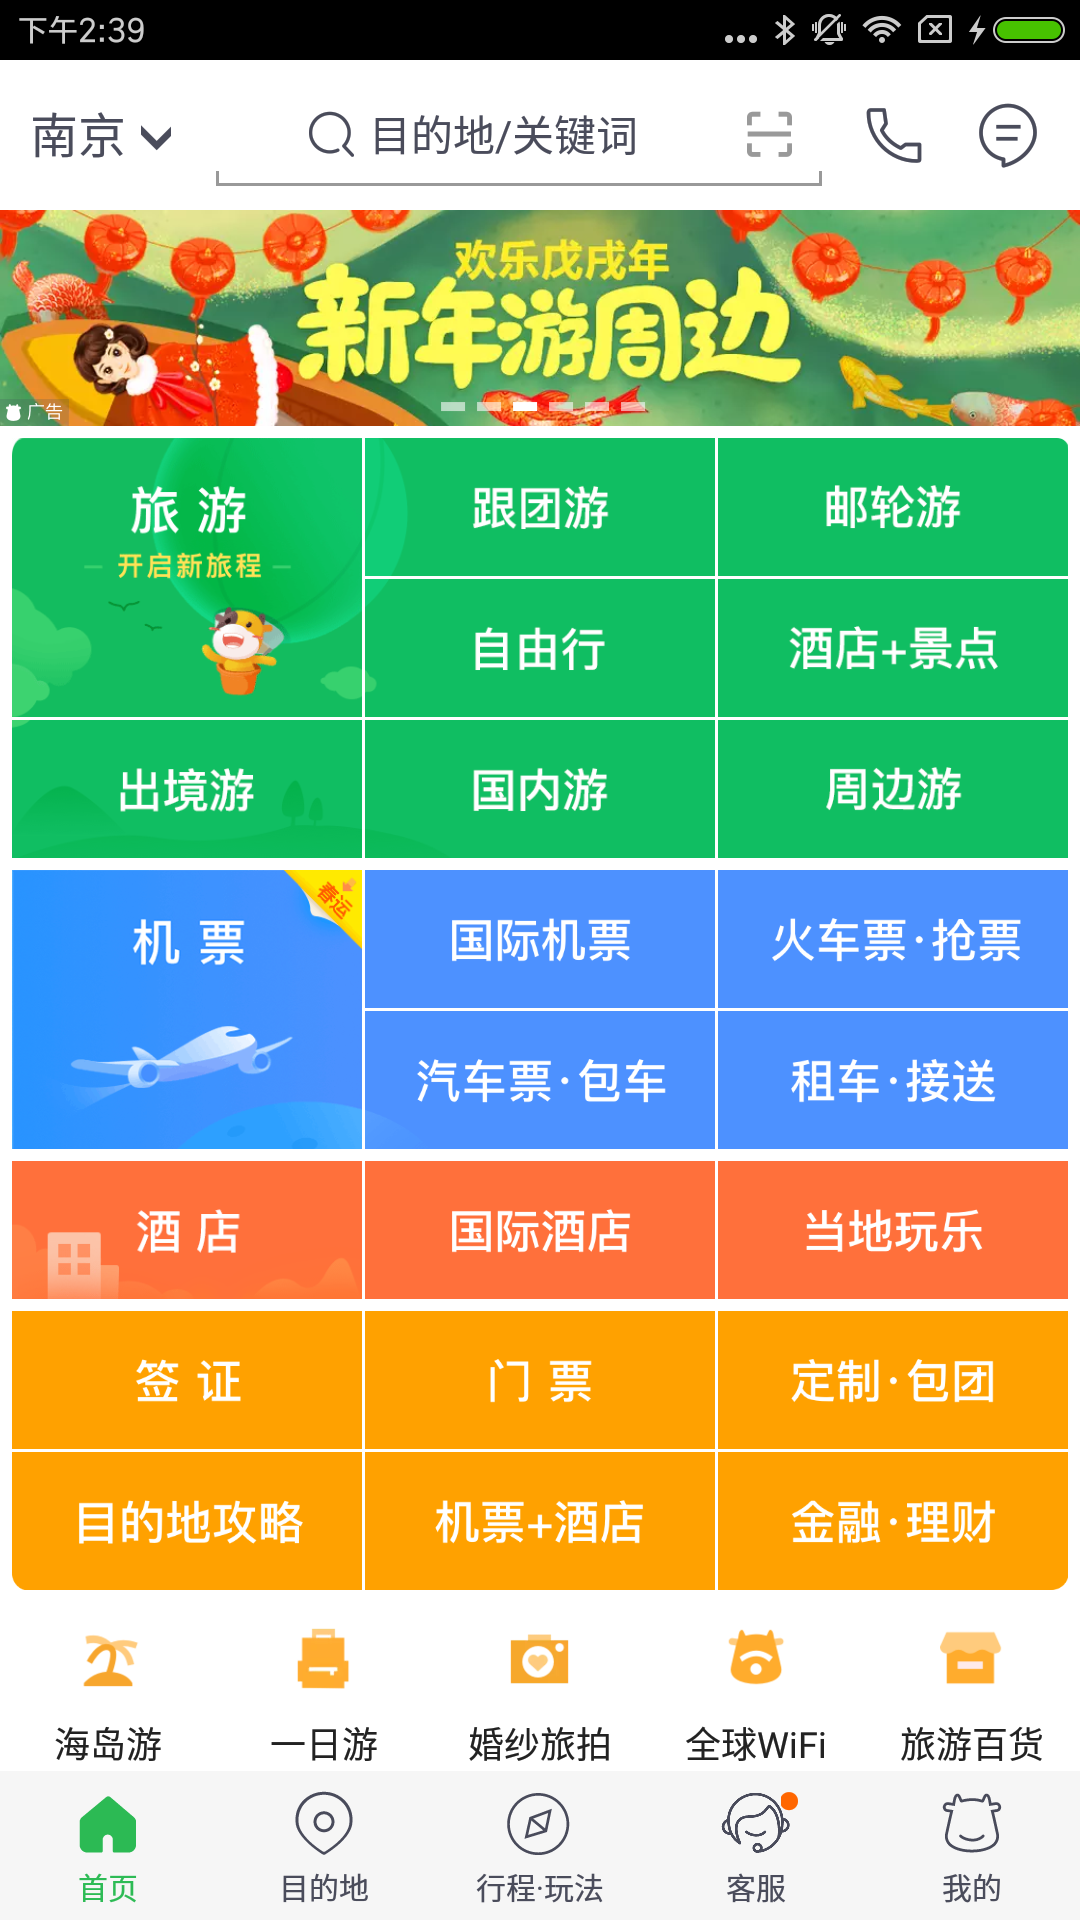 下午2:39
南京
目的地/关键词
欢乐戊戌年
新年游周边
广告
旅 游
开启新旅程
跟团游
邮轮游
自由行
酒店+景点
出境游
国内游
周边游
机 票
春运
国际机票
火车票·抢票
汽车票·包车
租车·接送
酒 店
国际酒店
当地玩乐
签 证
门 票
定制·包团
目的地攻略
机票+酒店
金融·理财
海岛游
一日游
婚纱旅拍
全球WiFi
旅游百货
首页
目的地
行程·玩法
客服
我的